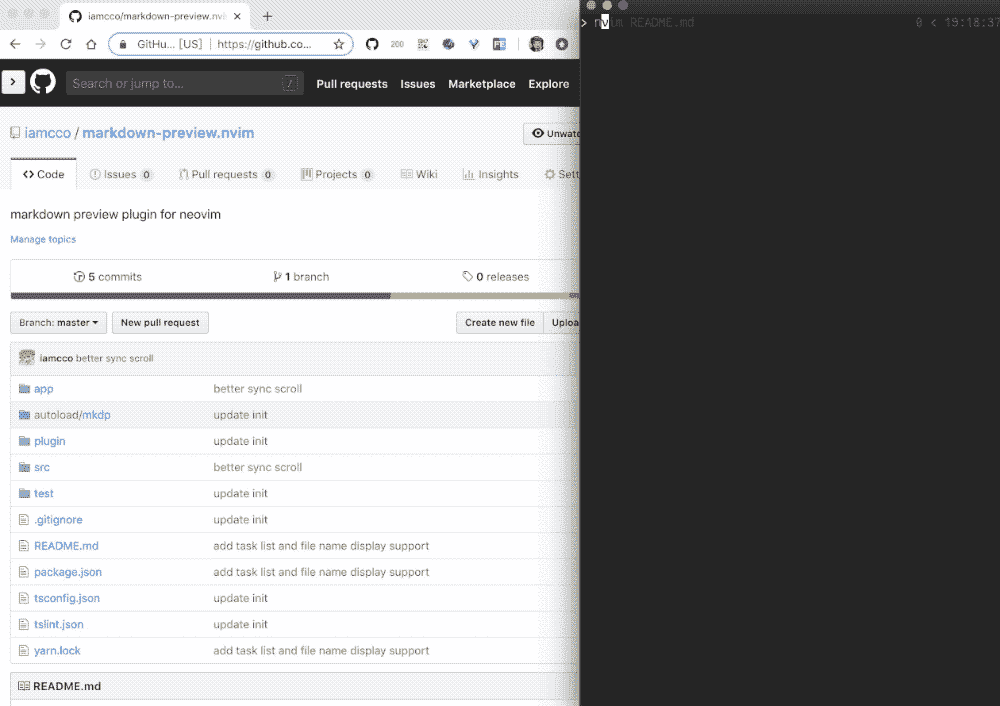 iamcco/markdown-preview.nvi
GitHu... [US] https://github.co... 200
Search or jump to... / Pull requests Issues Marketplace Explore
iamcco / markdown-preview.nvim Unwatc
Code Issues 0 Pull requests 0 Projects 0 Wiki Insights Sett
markdown preview plugin for neovim
Manage topics
5 commits 1 branch 0 releases
Branch: master New pull request Create new file Uploa
iamcco better sync scroll
app better sync scroll
autoload/mkdp update init
plugin update init
src better sync scroll
test update init
.gitignore update init
README.md add task list and file name display support
package.json add task list and file name display support
tsconfig.json update init
tslint.json update init
yarn.lock add task list and file name display support
README.md
> nvim README.md 0 < 19:18:37